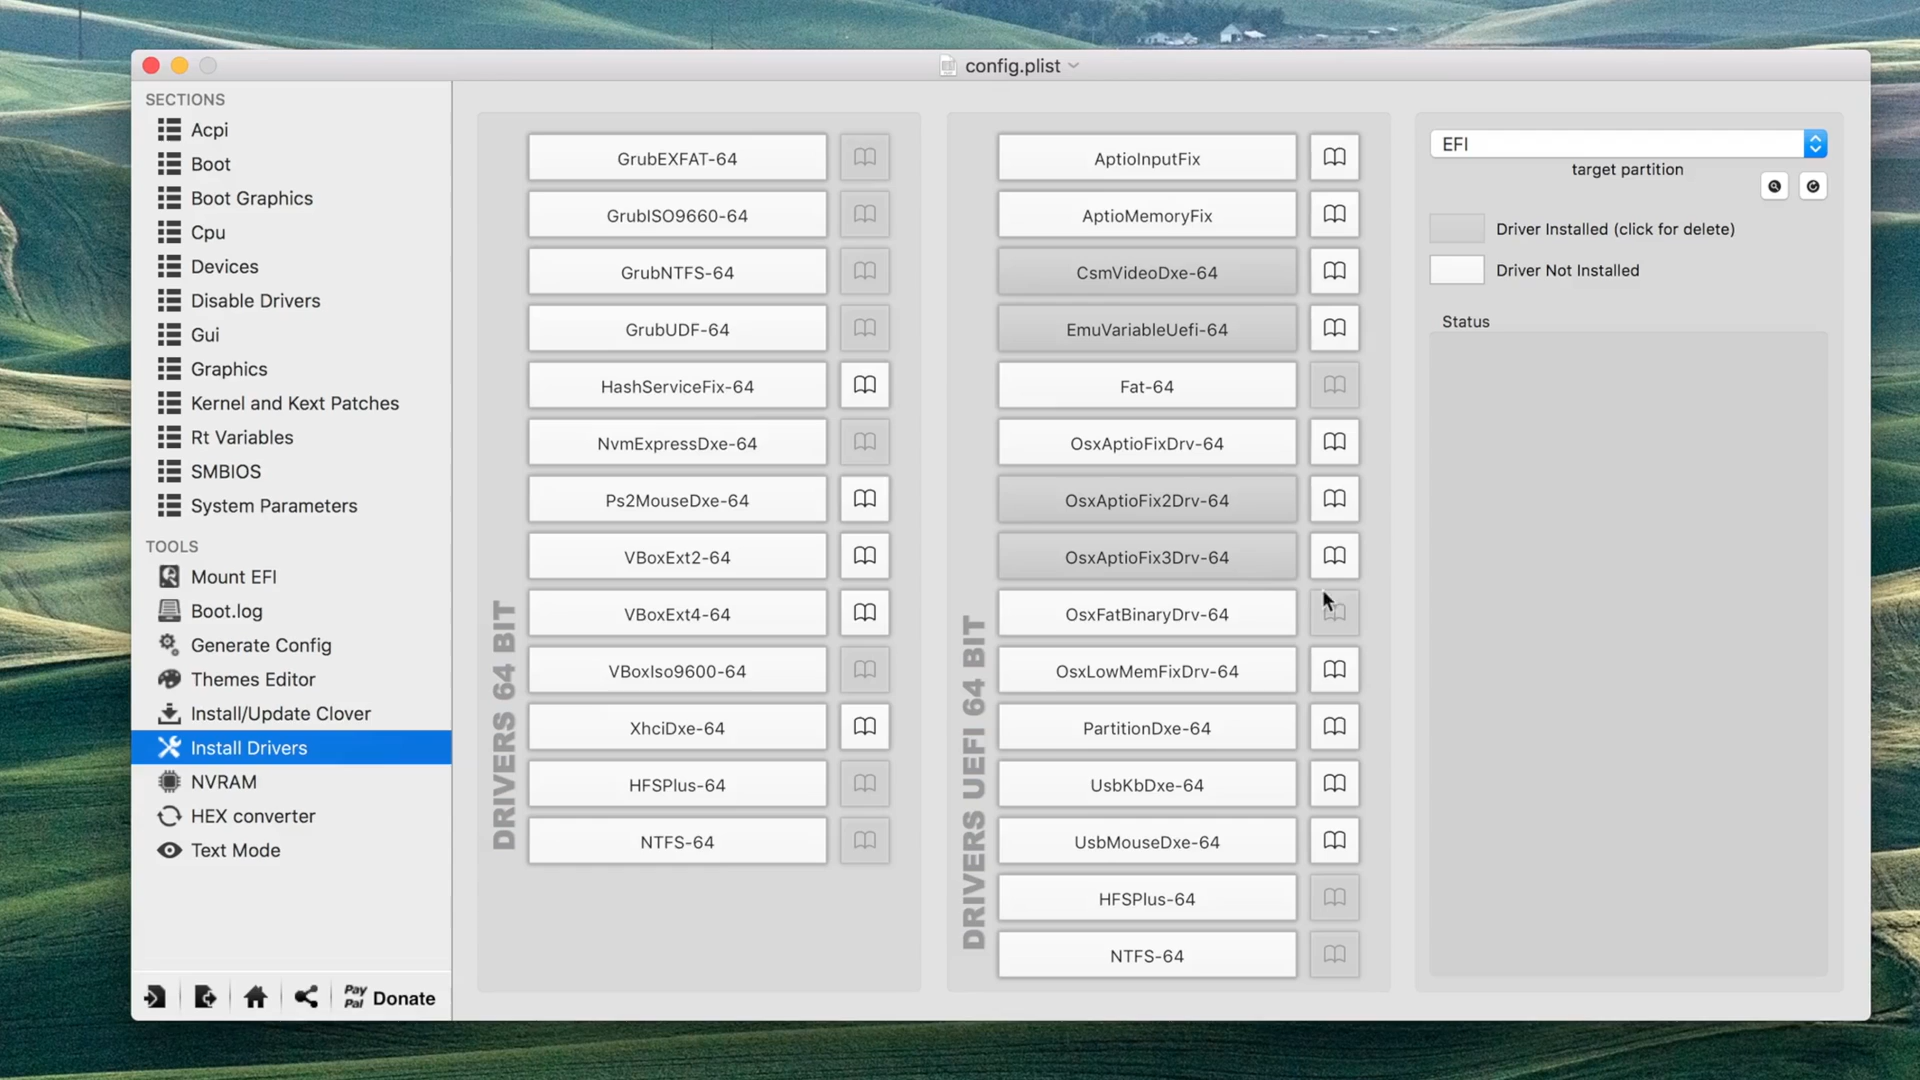 config.plist
SECTIONS
Acpi
Boot
Boot Graphics
Cpu
Devices
Disable Drivers
Gui
Graphics
Kernel and Kext Patches
Rt Variables
SMBIOS
System Parameters
TOOLS
Mount EFI
Boot.log
Generate Config
Themes Editor
Install/Update Clover
Install Drivers
NVRAM
HEX converter
Text Mode
Pay
Pal
Donate
DRIVERS 64 BIT
GrubEXFAT-64
GrubISO9660-64
GrubNTFS-64
GrubUDF-64
HashServiceFix-64
NvmExpressDxe-64
Ps2MouseDxe-64
VBoxExt2-64
VBoxExt4-64
VBoxIso9600-64
XhciDxe-64
HFSPlus-64
NTFS-64
DRIVERS UEFI 64 BIT
AptioInputFix
AptioMemoryFix
CsmVideoDxe-64
EmuVariableUefi-64
Fat-64
OsxAptioFixDrv-64
OsxAptioFix2Drv-64
OsxAptioFix3Drv-64
OsxFatBinaryDrv-64
OsxLowMemFixDrv-64
PartitionDxe-64
UsbKbDxe-64
UsbMouseDxe-64
HFSPlus-64
NTFS-64
EFI
target partition
Driver Installed (click for delete)
Driver Not Installed
Status